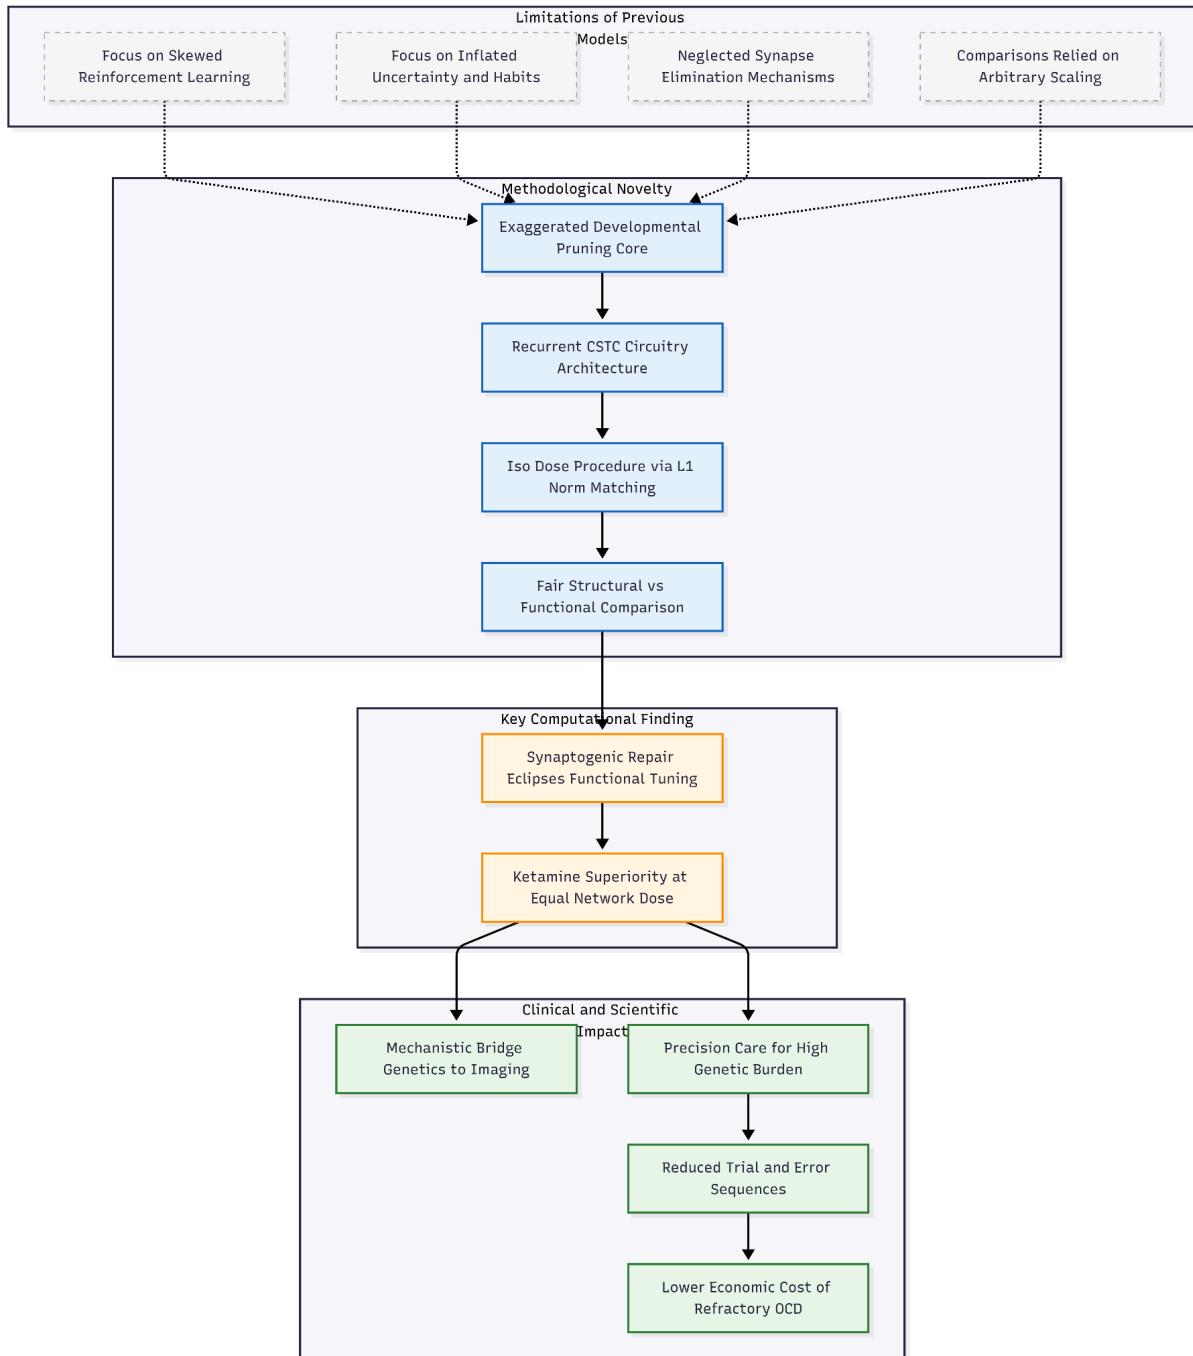 Limitations of Previous
Models
Focus on Skewed
Reinforcement Learning
Focus on Inflated
Uncertainty and Habits
Neglected Synapse
Elimination Mechanisms
Comparisons Relied on
Arbitrary Scaling
Methodological Novelty
Exaggerated Developmental
Pruning Core
Recurrent CSTC Circuitry
Architecture
Iso Dose Procedure via L1
Norm Matching
Fair Structural vs
Functional Comparison
Key Computational Finding
Synaptogenic Repair
Eclipses Functional Tuning
Ketamine Superiority at
Equal Network Dose
Clinical and Scientific
Impact
Mechanistic Bridge
Genetics to Imaging
Precision Care for High
Genetic Burden
Reduced Trial and Error
Sequences
Lower Economic Cost of
Refractory OCD